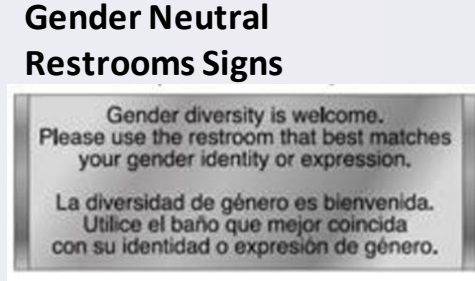 Gender Neutral
Restrooms Signs
Gender diversity is welcome.
Please use the restroom that best matches
your gender identity or expression.
La diversidad de género es bienvenida.
Utilice el baño que mejor coincida
con su identidad o expresión de género.